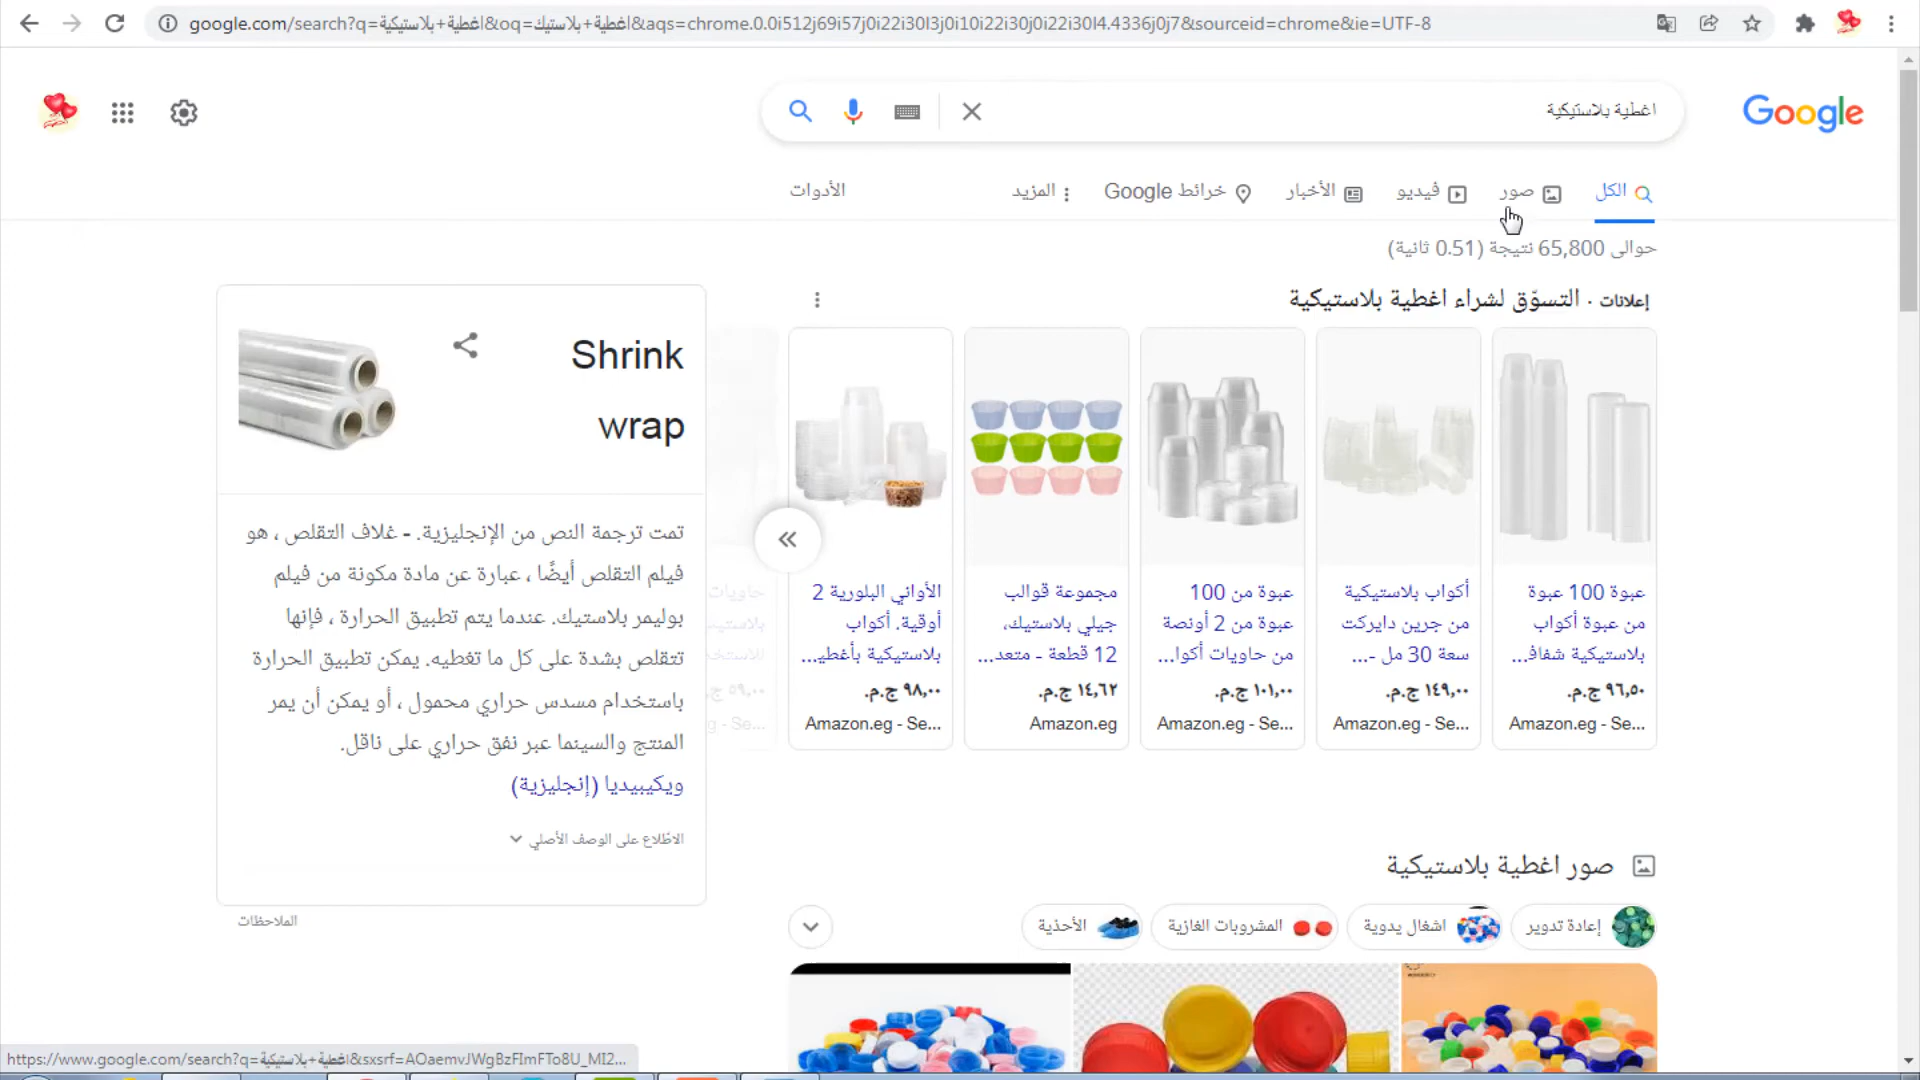 google.com/search?q=اغطية+بلاستيكية&oq=اغطية+بلاستيك&aqs=chrome.0.0i512j69i57j0i22i30l3j0i10i22i30j0i22i30l4.4336j0j7&sourceid=chrome&ie=UTF-8
اغطية بلاستيكية
Google
الكل
صور
فيديو
الأخبار
خرائط Google
المزيد
الأدوات
حوالى 65,800 نتيجة (0.51 ثانية)
إعلانات · التسوّق لشراء اغطية بلاستيكية
عبوة 100 عبوة
من عبوة أكواب
بلاستيكية شفاف...
٩٦,٥٠ ج.م.
Amazon.eg - Se...
أكواب بلاستيكية
من جرين دايركت
سعة 30 مل -...
١٤٩,٠٠ ج.م.
Amazon.eg - Se...
عبوة من 100
عبوة من 2 أونصة
من حاويات أكوا...
١٠١,٠٠ ج.م.
Amazon.eg - Se...
مجموعة قوالب
جيلي بلاستيك،
12 قطعة - متعد...
١٤,٦٢ ج.م.
Amazon.eg
الأواني البلورية 2
أوقية. أكواب
بلاستيكية بأغطي...
٩٨,٠٠ ج.م.
Amazon.eg - Se...
حاويات
Shrink
wrap
تمت ترجمة النص من الإنجليزية. - غلاف التقلص ، هو
فيلم التقلص أيضًا ، عبارة عن مادة مكونة من فيلم
بوليمر بلاستيك. عندما يتم تطبيق الحرارة ، فإنها
تتقلص بشدة على كل ما تغطيه. يمكن تطبيق الحرارة
باستخدام مسدس حراري محمول ، أو يمكن أن يمر
المنتج والسينما عبر نفق حراري على ناقل.
ويكيبيديا (إنجليزية)
الاطّلاع على الوصف الأصلي
الملاحظات
صور اغطية بلاستيكية
إعادة تدوير
اشغال يدوية
المشروبات الغازية
الأحذية
https://www.google.com/search?q=اغطية+بلاستيكية&sxsrf=AOaemvJWgBzFImFTo8U_MI2...